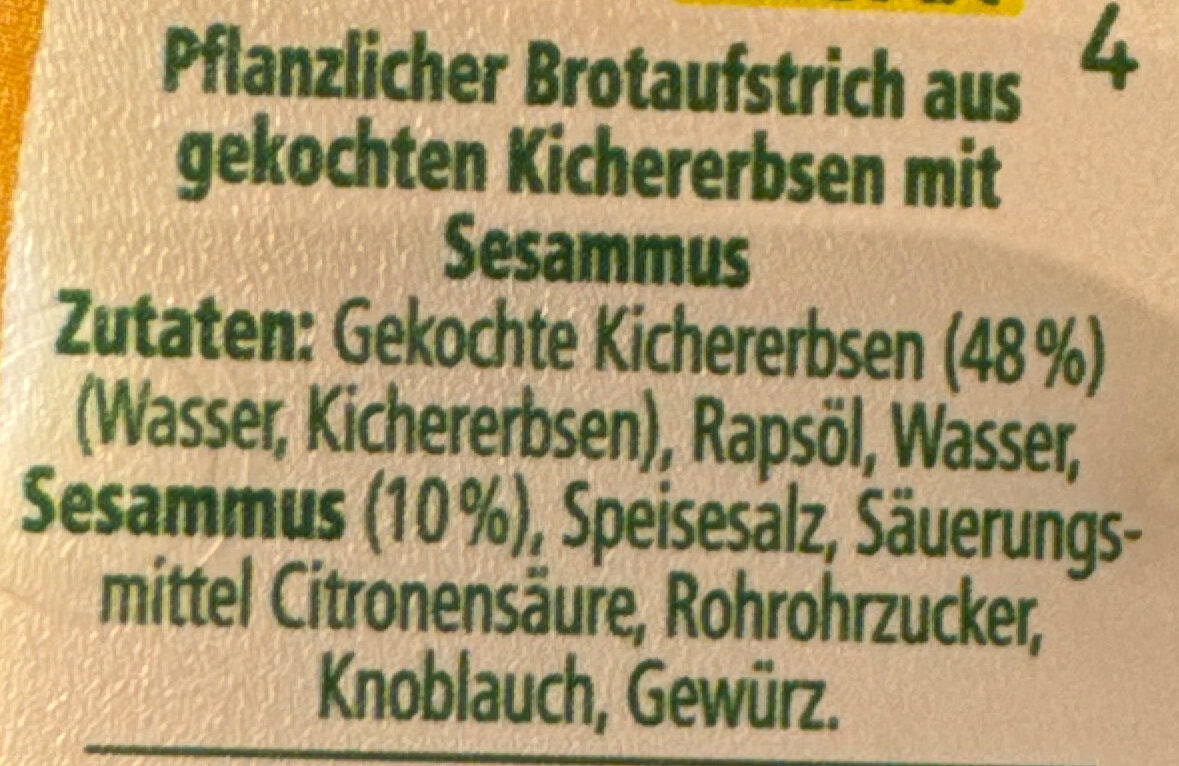 4
Pflanzlicher Brotaufstrich aus
gekochten Kichererbsen mit
Sesammus
Zutaten: Gekochte Kichererbsen (48 %)
(Wasser, Kichererbsen), Rapsöl, Wasser,
Sesammus (10 %), Speisesalz, Säuerungs-
mittel Citronensäure, Rohrohrzucker,
Knoblauch, Gewürz.